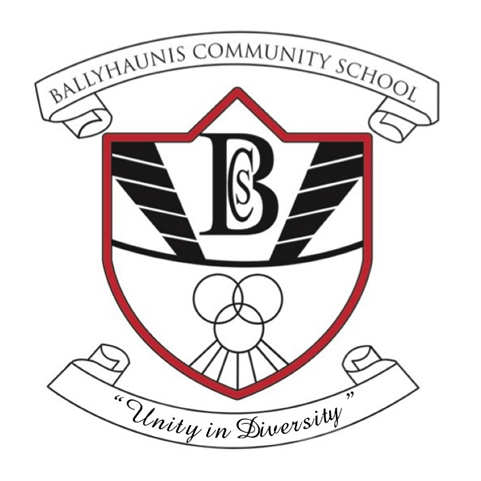 BALLYHAUNIS COMMUNITY SCHOOL
BCS
"Unity in Diversity"